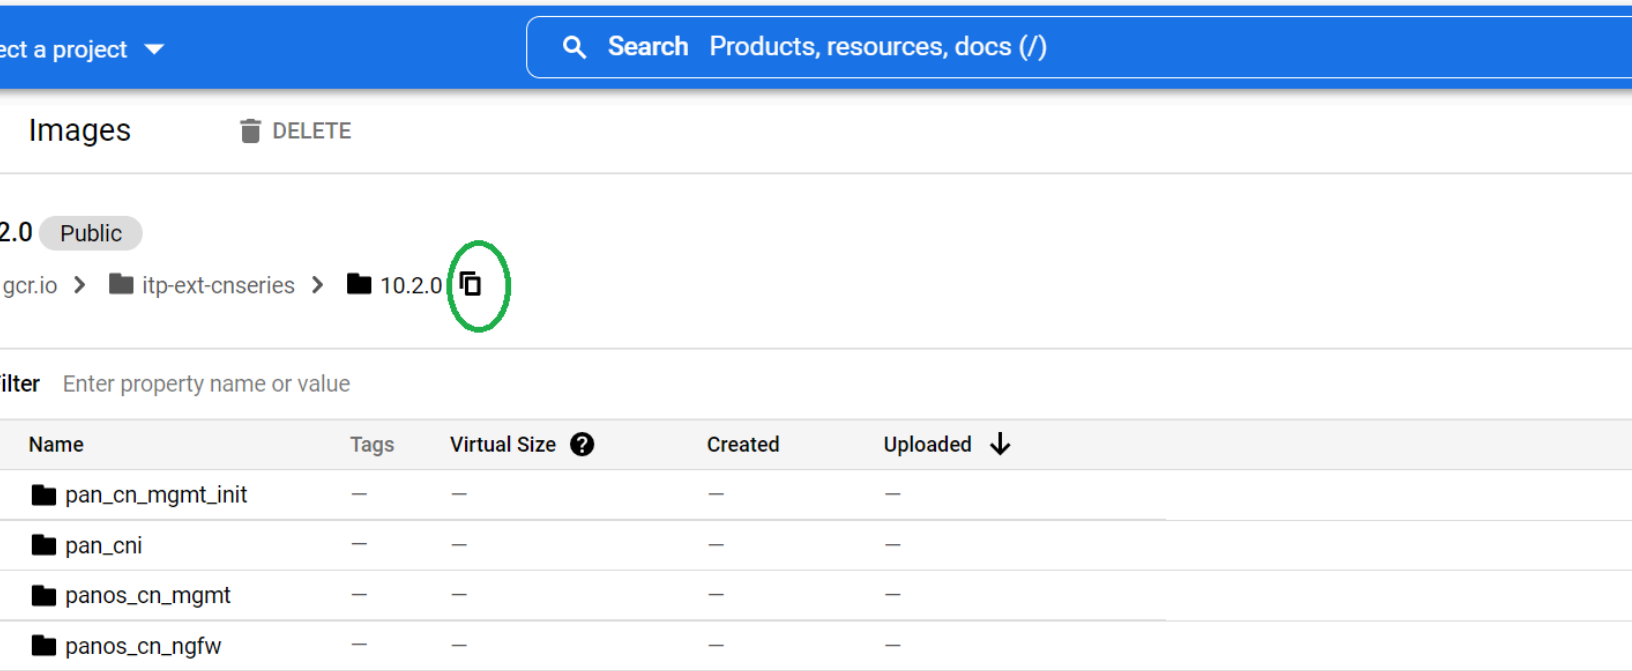 ect a project Search Products, resources, docs (/)
Images DELETE
2.0 Public
gcr.io itp-ext-cnseries 10.2.0
ilter Enter property name or value
Name Tags Virtual Size ? Created Uploaded
pan_cn_mgmt_init — — — —
pan_cni — — — —
panos_cn_mgmt — — — —
panos_cn_ngfw — — — —